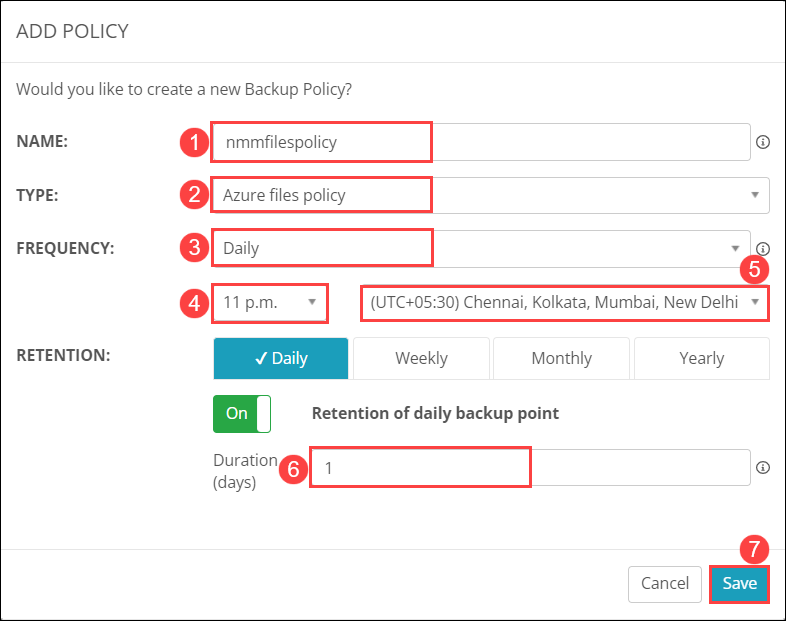 ADD POLICY
Would you like to create a new Backup Policy?
NAME: 1 nmmfilespolicy
TYPE: 2 Azure files policy
FREQUENCY: 3 Daily
5
4 11 p.m. (UTC+05:30) Chennai, Kolkata, Mumbai, New Delhi
RETENTION: ✓ Daily Weekly Monthly Yearly
On Retention of daily backup point
Duration
(days) 6 1
7
Cancel Save